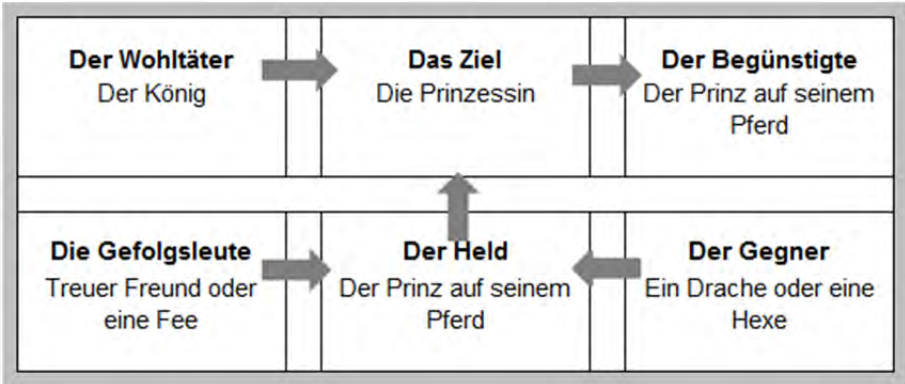 Der Wohltäter
Der König
Das Ziel
Die Prinzessin
Der Begünstigte
Der Prinz auf seinem
Pferd
Die Gefolgsleute
Treuer Freund oder
eine Fee
Der Held
Der Prinz auf seinem
Pferd
Der Gegner
Ein Drache oder eine
Hexe